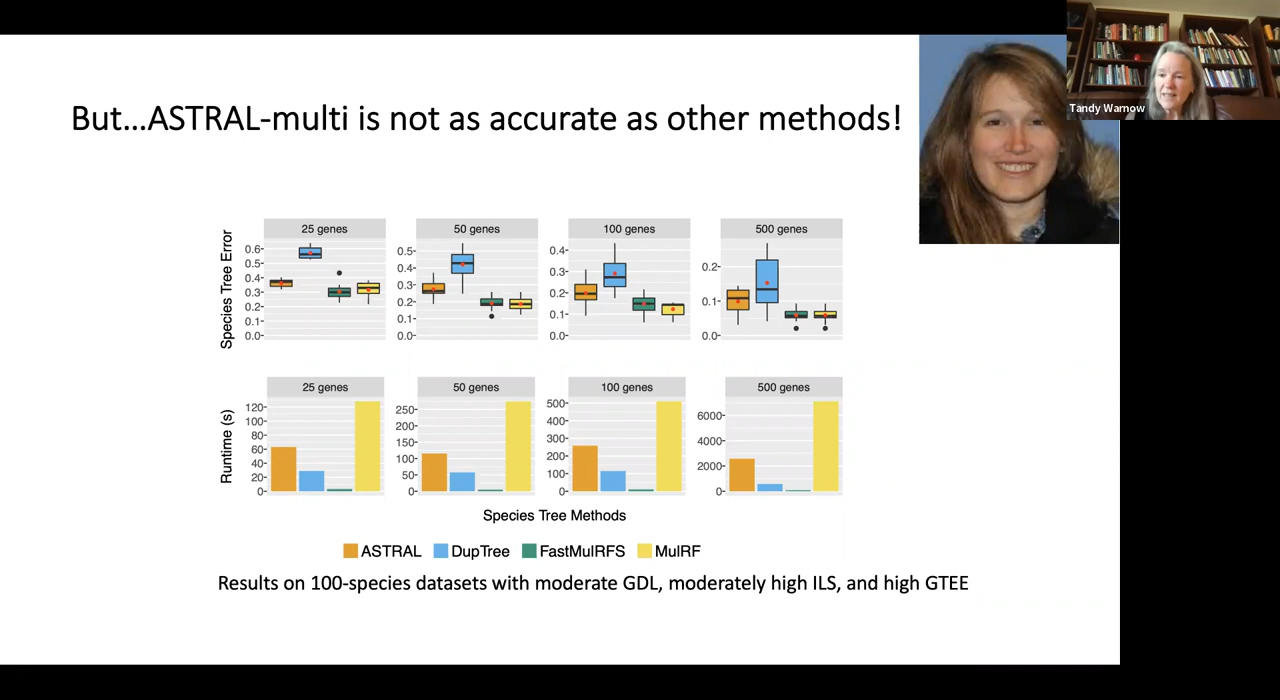 Tandy Warnow
But...ASTRAL-multi is not as accurate as other methods!
25 genes 50 genes 100 genes 500 genes
Species Tree Error
0.6 0.5 0.4 0.3 0.2 0.1 0.0
0.5 0.4 0.3 0.2 0.1 0.0
0.4 0.3 0.2 0.1 0.0
0.2 0.1 0.0
25 genes 50 genes 100 genes 500 genes
Runtime (s)
120 100 80 60 40 20 0
250 200 150 100 50 0
500 400 300 200 100 0
6000 4000 2000 0
Species Tree Methods
ASTRAL DupTree FastMulRFS MulRF
Results on 100-species datasets with moderate GDL, moderately high ILS, and high GTEE